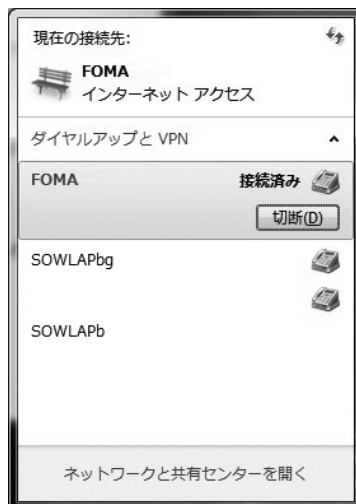 現在の接続先:
FOMA
インターネット アクセス
ダイヤルアップと VPN
FOMA 接続済み
切断(D)
SOWLAPbg
SOWLAPb
ネットワークと共有センターを開く